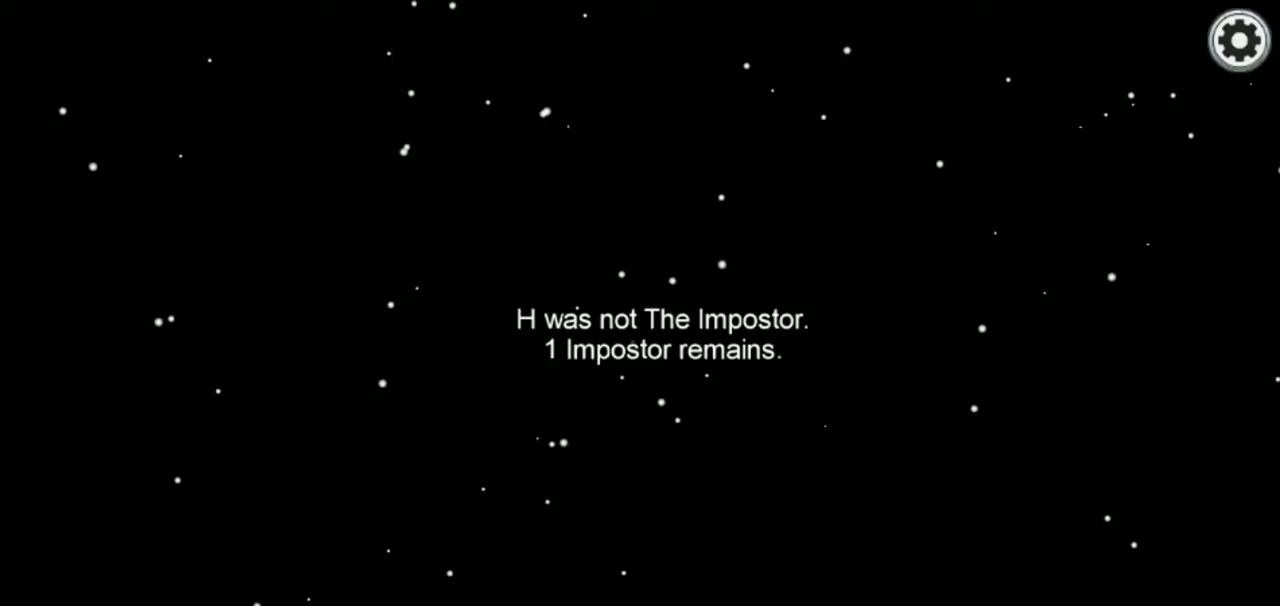 H was not The Impostor.
1 Impostor remains.